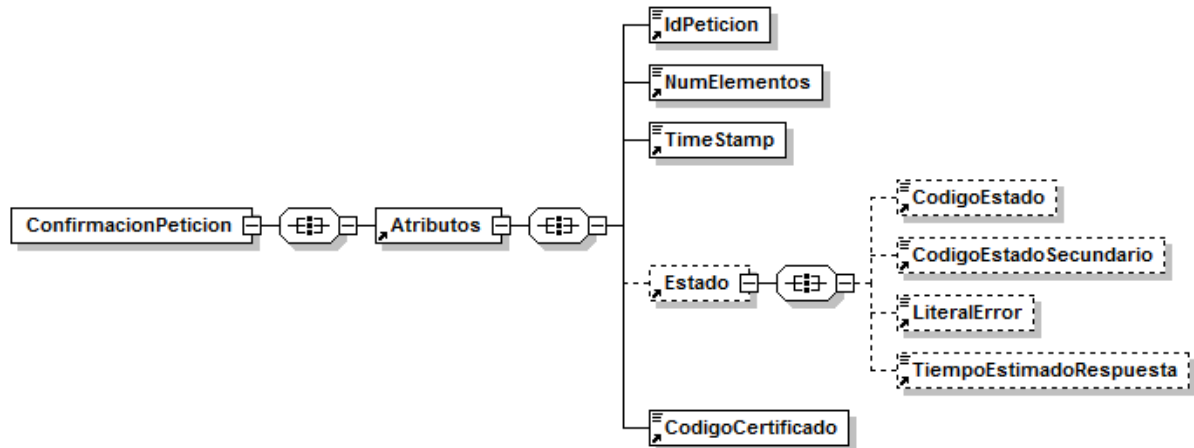 IdPeticion
NumElementos
TimeStamp
ConfirmacionPeticion
Atributos
Estado
CodigoEstado
CodigoEstadoSecundario
LiteralError
TiempoEstimadoRespuesta
CodigoCertificado